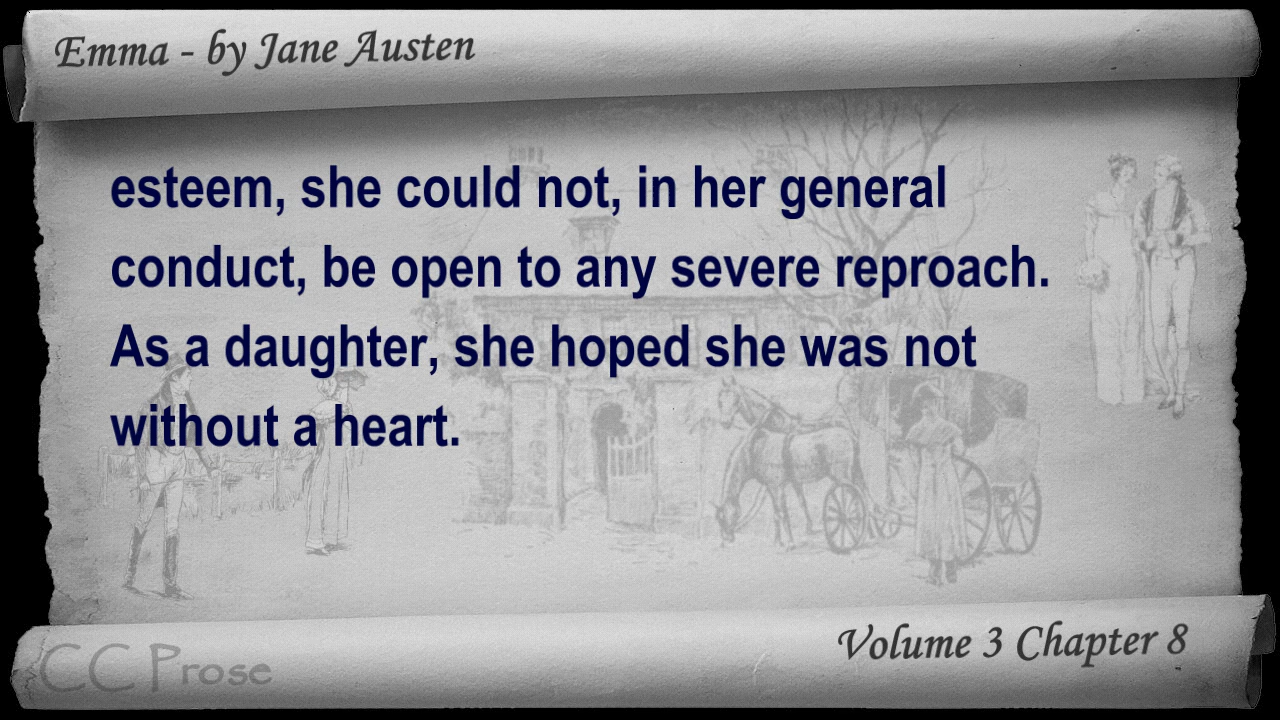 Emma - by Jane Austen
esteem, she could not, in her general
conduct, be open to any severe reproach.
As a daughter, she hoped she was not
without a heart.
Volume 3 Chapter 8
CC Prose